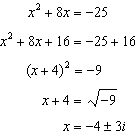 x² + 8x = −25
x² + 8x + 16 = −25 + 16
(x + 4)² = −9
x + 4 = √−9
x = −4 ± 3i